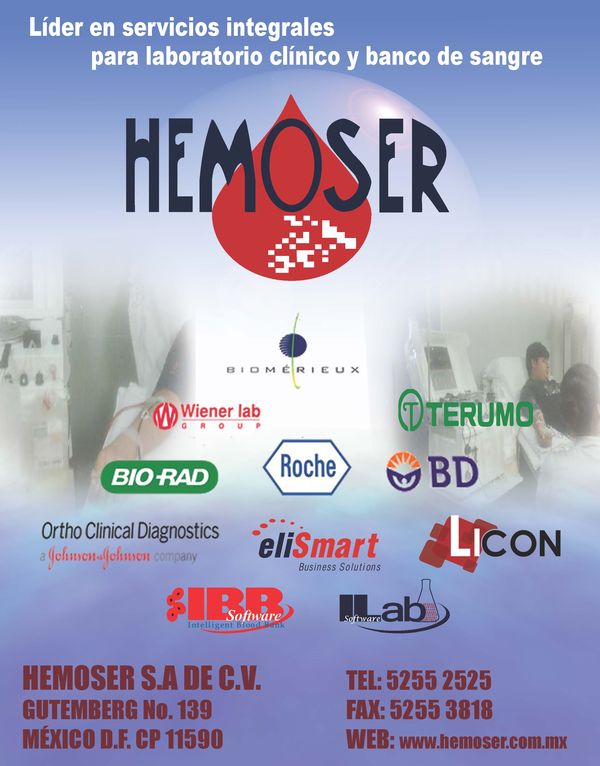 Líder en servicios integrales
para laboratorio clínico y banco de sangre
HEMOSER
BIOMÉRIEUX
Wiener lab
GROUP
TERUMO
BIO-RAD
Roche
BD
Ortho Clinical Diagnostics
a Johnson & Johnson company
eliSmart
Business Solutions
LICON
IBB
Software
Intelligent Blood Bank
ILab
Software
HEMOSER S.A DE C.V.
GUTEMBERG No. 139
MÉXICO D.F. CP 11590
TEL: 5255 2525
FAX: 5255 3818
WEB: www.hemoser.com.mx